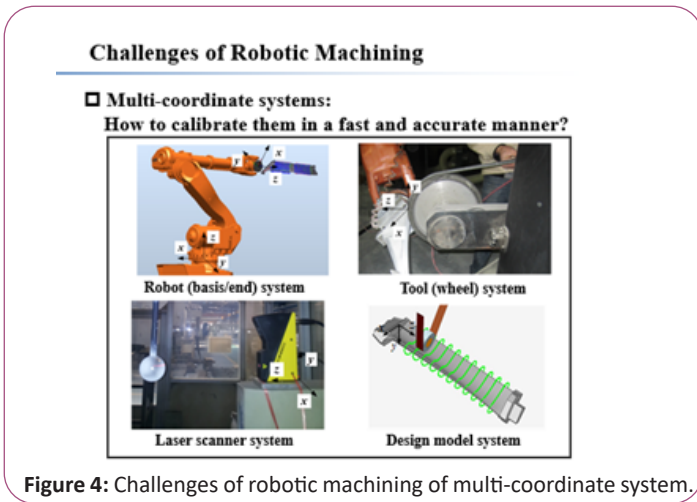 Challenges of Robotic Machining
Multi-coordinate systems:
How to calibrate them in a fast and accurate manner?
y x
z
z
x
y
Robot (basis/end) system
y
z
x
Tool (wheel) system
y
z
x
Laser scanner system
Design model system
Figure 4: Challenges of robotic machining of multi-coordinate system.